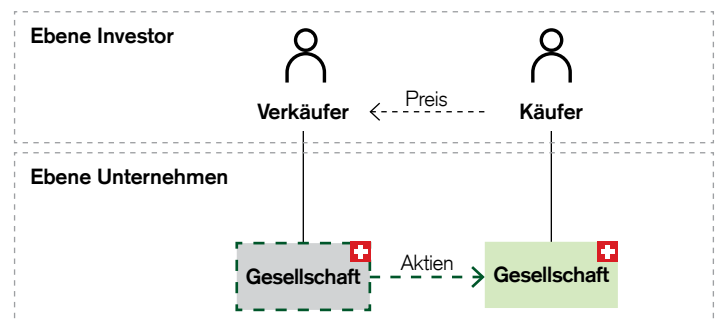 Ebene Investor
Preis
Verkäufer
Käufer
Ebene Unternehmen
Aktien
Gesellschaft
Gesellschaft